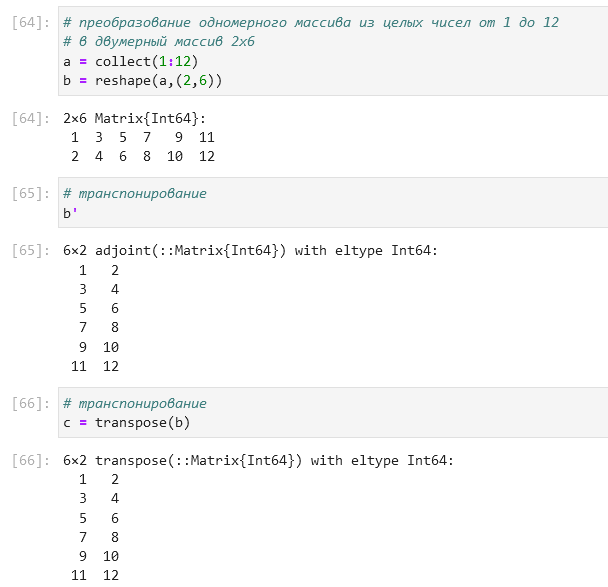 [64]: # преобразование одномерного массива из целых чисел от 1 до 12
# в двумерный массив 2x6
a = collect(1:12)
b = reshape(a,(2,6))
[64]: 2×6 Matrix{Int64}:
1 3 5 7 9 11
2 4 6 8 10 12
[65]: # транспонирование
b'
[65]: 6×2 adjoint(::Matrix{Int64}) with eltype Int64:
1 2
3 4
5 6
7 8
9 10
11 12
[66]: # транспонирование
c = transpose(b)
[66]: 6×2 transpose(::Matrix{Int64}) with eltype Int64:
1 2
3 4
5 6
7 8
9 10
11 12